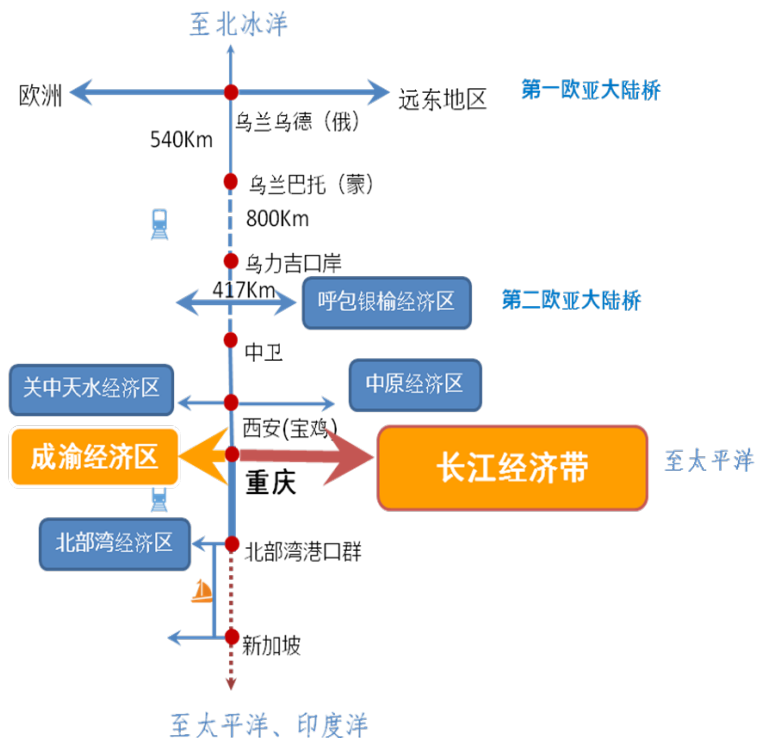 至北冰洋
欧洲
远东地区
第一欧亚大陆桥
乌兰乌德（俄）
540Km
乌兰巴托（蒙）
800Km
乌力吉口岸
417Km
呼包银榆经济区
第二欧亚大陆桥
中卫
关中天水经济区
中原经济区
西安(宝鸡)
成渝经济区
长江经济带
至太平洋
重庆
北部湾经济区
北部湾港口群
新加坡
至太平洋、印度洋